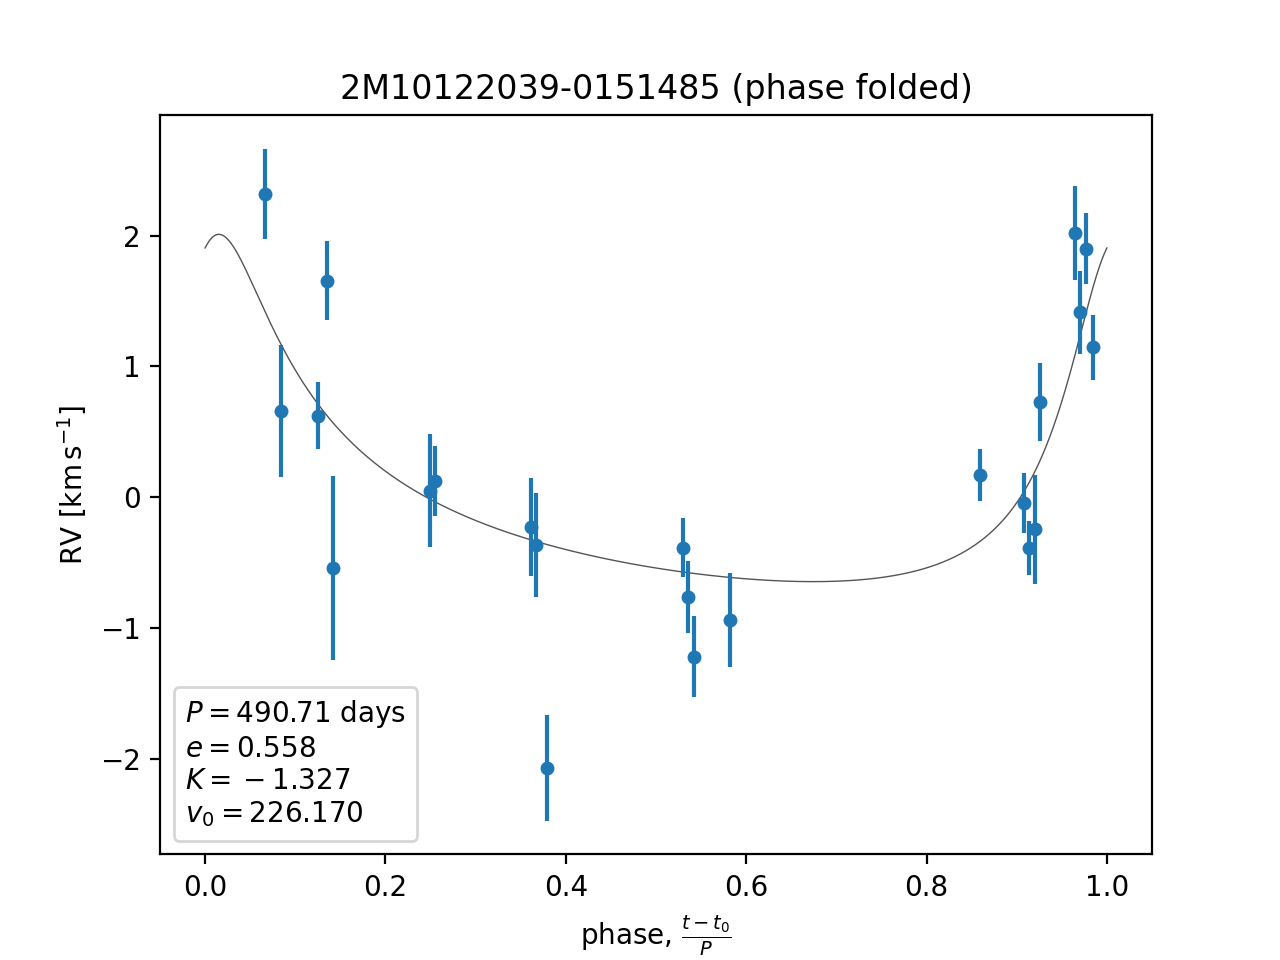 2M10122039-0151485 (phase folded)
RV [km s⁻¹]
2
1
0
−1
−2
P = 490.71 days
e = 0.558
K = −1.327
v₀ = 226.170
0.0 0.2 0.4 0.6 0.8 1.0
phase, (t − t₀)/P